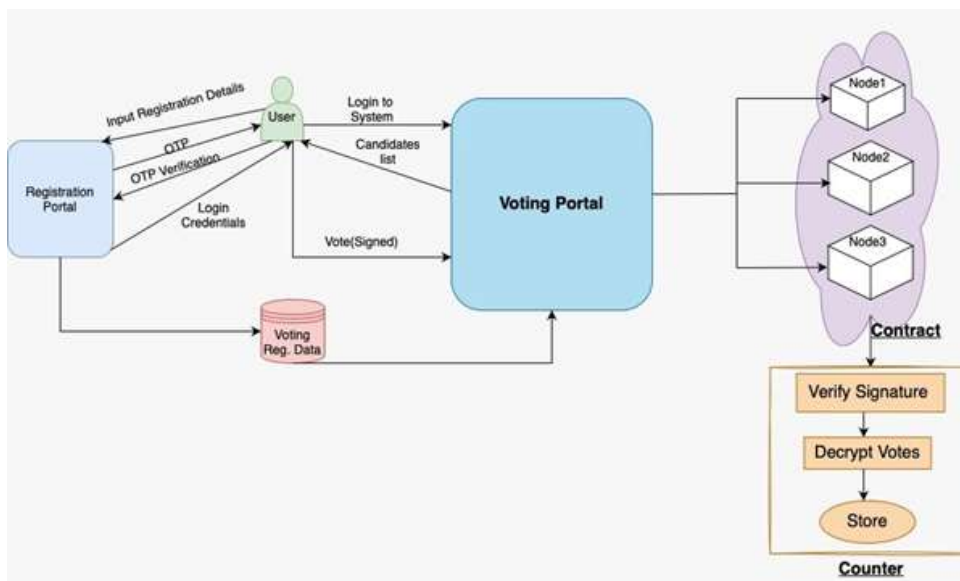 Input Registration Details
User
OTP
OTP Verification
Login
Credentials
Registration
Portal
Login to
System
Candidates
list
Vote(Signed)
Voting
Reg. Data
Voting Portal
Node1
Node2
Node3
Contract
Verify Signature
Decrypt Votes
Store
Counter